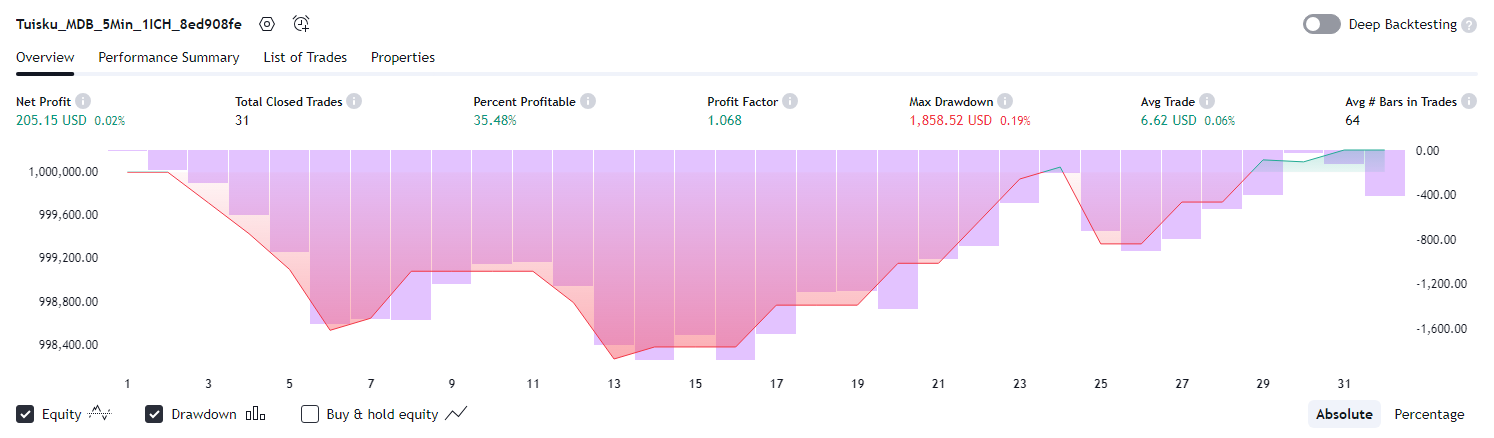 Tuisku_MDB_5Min_1ICH_8ed908fe
Deep Backtesting ?
Overview Performance Summary List of Trades Properties
Net Profit i Total Closed Trades i Percent Profitable i Profit Factor i Max Drawdown i Avg Trade i Avg # Bars in Trades i
205.15 USD 0.02% 31 35.48% 1.068 1,858.52 USD 0.19% 6.62 USD 0.06% 64
1,000,000.00
999,600.00
999,200.00
998,800.00
998,400.00
0.00
-400.00
-800.00
-1,200.00
-1,600.00
1 3 5 7 9 11 13 15 17 19 21 23 25 27 29 31
Equity Drawdown Buy & hold equity Absolute Percentage